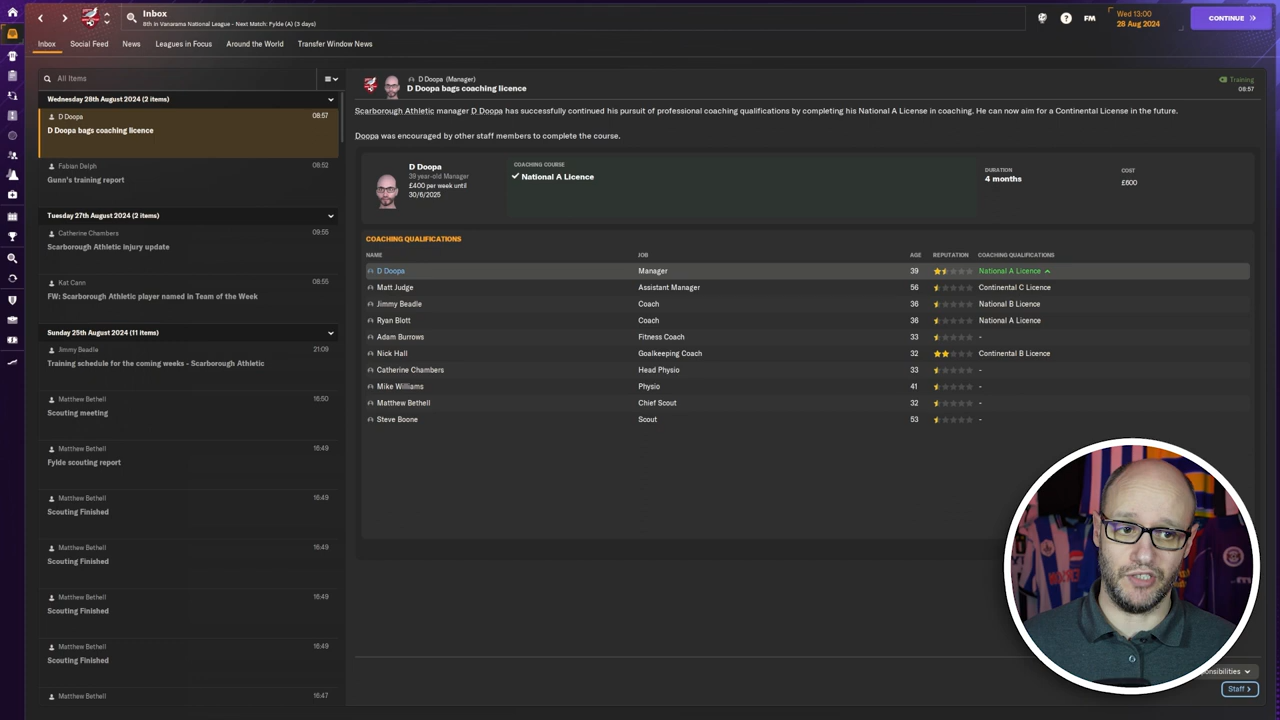 Inbox
8th in Vanarama National League - Next Match: Fylde (A) (3 days)
FM
Wed 13:00
28 Aug 2024
CONTINUE
Inbox
Social Feed
News
Leagues in Focus
Around the World
Transfer Window News
All Items
Wednesday 28th August 2024 (2 items)
D Doopa
08:57
D Doopa bags coaching licence
Fabian Delph
08:52
Gunn's training report
Tuesday 27th August 2024 (2 items)
Catherine Chambers
09:55
Scarborough Athletic injury update
Kat Cann
08:55
FW: Scarborough Athletic player named in Team of the Week
Sunday 25th August 2024 (11 items)
Jimmy Beadle
21:09
Training schedule for the coming weeks - Scarborough Athletic
Matthew Bethell
16:50
Scouting meeting
Matthew Bethell
16:49
Fylde scouting report
Matthew Bethell
16:49
Scouting Finished
Matthew Bethell
16:49
Scouting Finished
Matthew Bethell
16:49
Scouting Finished
Matthew Bethell
16:49
Scouting Finished
Matthew Bethell
16:47
D Doopa (Manager)
D Doopa bags coaching licence
Training
08:57
Scarborough Athletic manager D Doopa has successfully continued his pursuit of professional coaching qualifications by completing his National A License in coaching. He can now aim for a Continental License in the future.
Doopa was encouraged by other staff members to complete the course.
D Doopa
39 year-old Manager
£400 per week until
30/6/2025
COACHING COURSE
National A Licence
DURATION
4 months
COST
£600
COACHING QUALIFICATIONS
NAME JOB AGE REPUTATION COACHING QUALIFICATIONS
D Doopa Manager 39 National A Licence
Matt Judge Assistant Manager 56 Continental C Licence
Jimmy Beadle Coach 36 National B Licence
Ryan Blott Coach 36 National A Licence
Adam Burrows Fitness Coach 33 -
Nick Hall Goalkeeping Coach 32 Continental B Licence
Catherine Chambers Head Physio 33 -
Mike Williams Physio 41 -
Matthew Bethell Chief Scout 32 -
Steve Boone Scout 53 -
ponsibilities
Staff